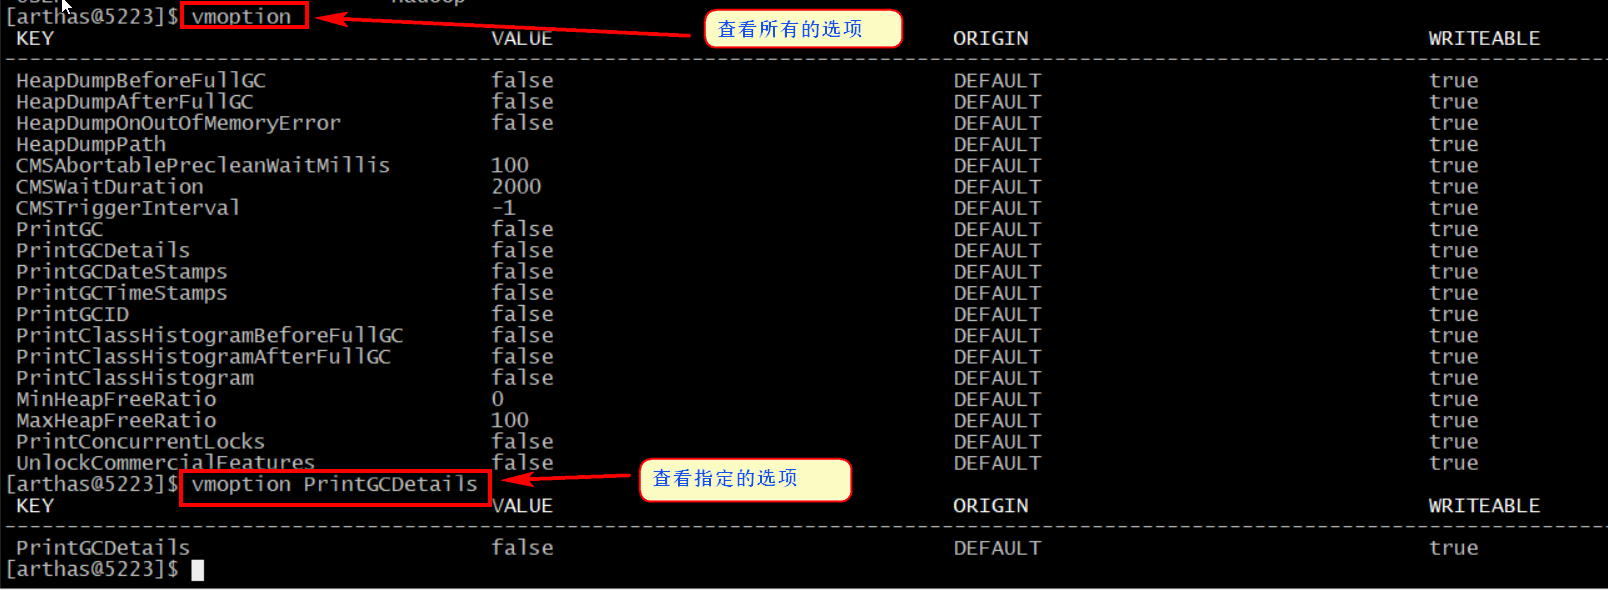 [arthas@5223]$ vmoption 查看所有的选项
KEY VALUE ORIGIN WRITEABLE
HeapDumpBeforeFullGC false DEFAULT true
HeapDumpAfterFullGC false DEFAULT true
HeapDumpOnOutOfMemoryError false DEFAULT true
HeapDumpPath DEFAULT true
CMSAbortablePrecleanWaitMillis 100 DEFAULT true
CMSWaitDuration 2000 DEFAULT true
CMSTriggerInterval -1 DEFAULT true
PrintGC false DEFAULT true
PrintGCDetails false DEFAULT true
PrintGCDateStamps false DEFAULT true
PrintGCTimeStamps false DEFAULT true
PrintGCID false DEFAULT true
PrintClassHistogramBeforeFullGC false DEFAULT true
PrintClassHistogramAfterFullGC false DEFAULT true
PrintClassHistogram false DEFAULT true
MinHeapFreeRatio 0 DEFAULT true
MaxHeapFreeRatio 100 DEFAULT true
PrintConcurrentLocks false DEFAULT true
UnlockCommercialFeatures false DEFAULT true
[arthas@5223]$ vmoption PrintGCDetails 查看指定的选项
KEY VALUE ORIGIN WRITEABLE
PrintGCDetails false DEFAULT true
[arthas@5223]$